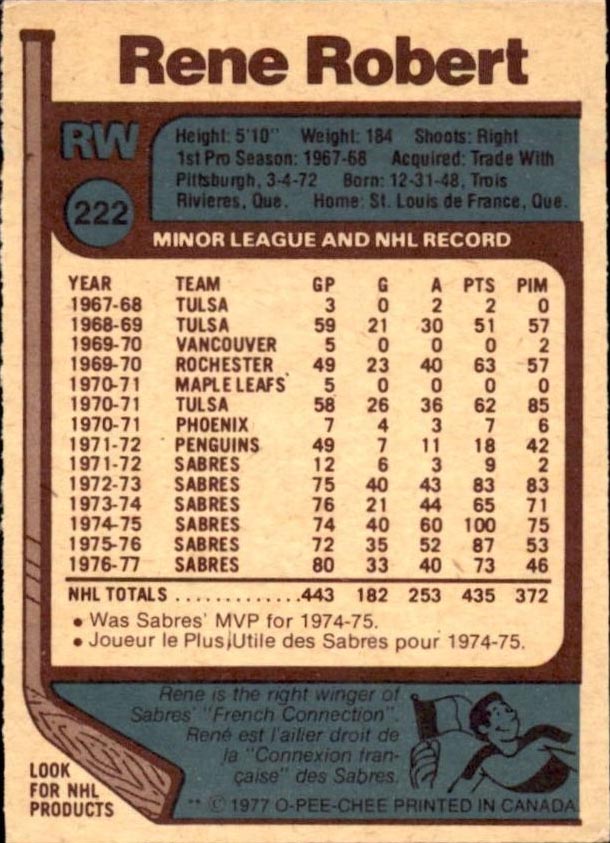 Rene Robert
RW
222
Height: 5'10" Weight: 184 Shoots: Right
1st Pro Season: 1967-68 Acquired: Trade With
Pittsburgh, 3-4-72 Born: 12-31-48, Trois
Rivieres, Que. Home: St. Louis de France, Que.
MINOR LEAGUE AND NHL RECORD
YEAR TEAM GP G A PTS PIM
1967-68 TULSA 3 0 2 2 0
1968-69 TULSA 59 21 30 51 57
1969-70 VANCOUVER 5 0 0 0 2
1969-70 ROCHESTER 49 23 40 63 57
1970-71 MAPLE LEAFS 5 0 0 0 0
1970-71 TULSA 58 26 36 62 85
1970-71 PHOENIX 7 4 3 7 6
1971-72 PENGUINS 49 7 11 18 42
1971-72 SABRES 12 6 3 9 2
1972-73 SABRES 75 40 43 83 83
1973-74 SABRES 76 21 44 65 71
1974-75 SABRES 74 40 60 100 75
1975-76 SABRES 72 35 52 87 53
1976-77 SABRES 80 33 40 73 46
NHL TOTALS ............443 182 253 435 372
• Was Sabres' MVP for 1974-75.
• Joueur le Plus Utile des Sabres pour 1974-75.
Rene is the right winger of
Sabres' "French Connection".
René est l'ailier droit de
la "Connexion fran-
çaise" des Sabres.
LOOK
FOR NHL
PRODUCTS
** © 1977 O-PEE-CHEE PRINTED IN CANADA